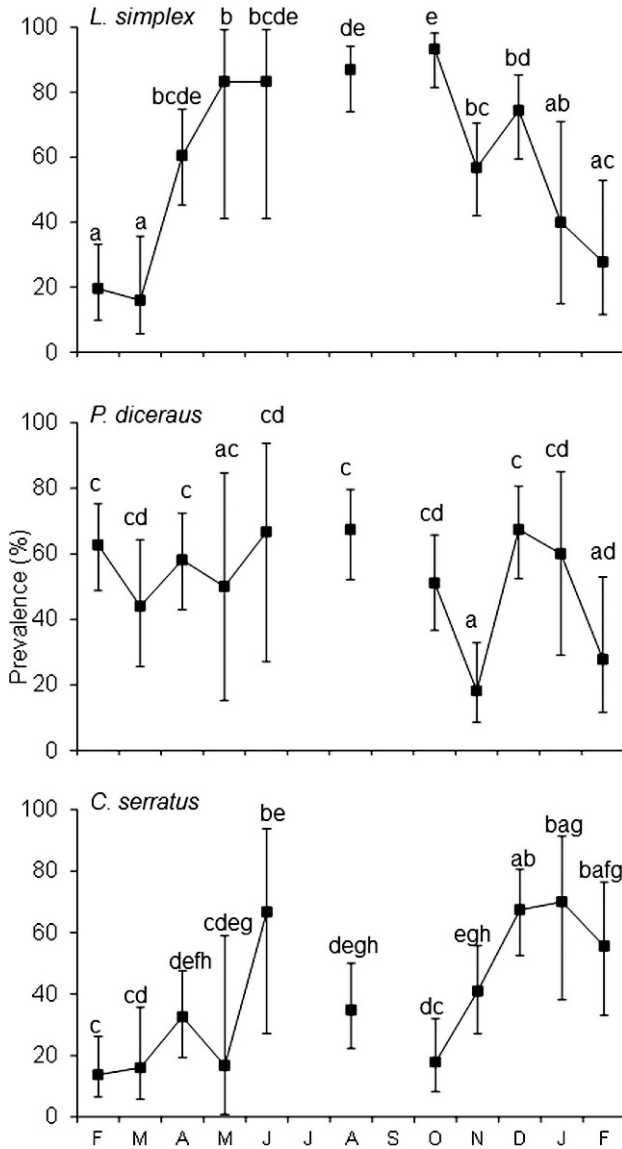 L. simplex
100
80
60
40
20
0
a a bcde b bcde de e bc bd ab ac
P. diceraus
100
80
60
40
20
0
c cd c ac cd c cd a c cd ad
Prevalence (%)
C. serratus
100
80
60
40
20
0
c cd defh cdeg be degh dc egh ab bag bafg
F M A M J J A S O N D J F